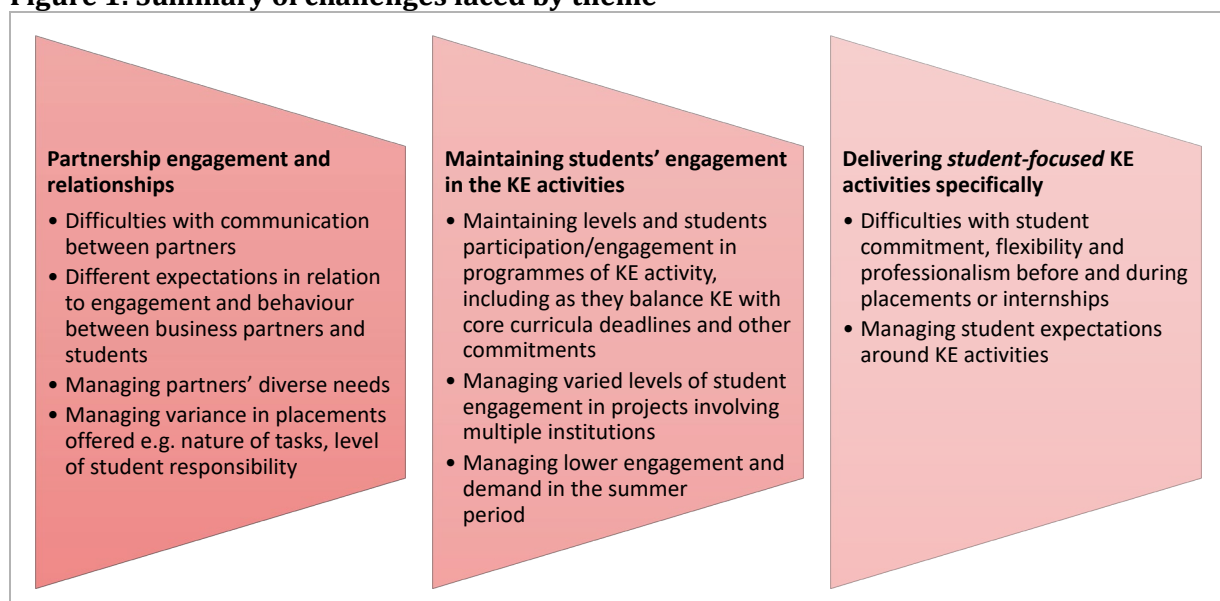 Figure 1: Summary of challenges faced by theme
Partnership engagement and
relationships
• Difficulties with communication
between partners
• Different expectations in relation
to engagement and behaviour
between business partners and
students
• Managing partners’ diverse needs
• Managing variance in placements
offered e.g. nature of tasks, level
of student responsibility
Maintaining students’ engagement
in the KE activities
• Maintaining levels and students
participation/engagement in
programmes of KE activity,
including as they balance KE with
core curricula deadlines and other
commitments
• Managing varied levels of student
engagement in projects involving
multiple institutions
• Managing lower engagement and
demand in the summer
period
Delivering student-focused KE
activities specifically
• Difficulties with student
commitment, flexibility and
professionalism before and during
placements or internships
• Managing student expectations
around KE activities